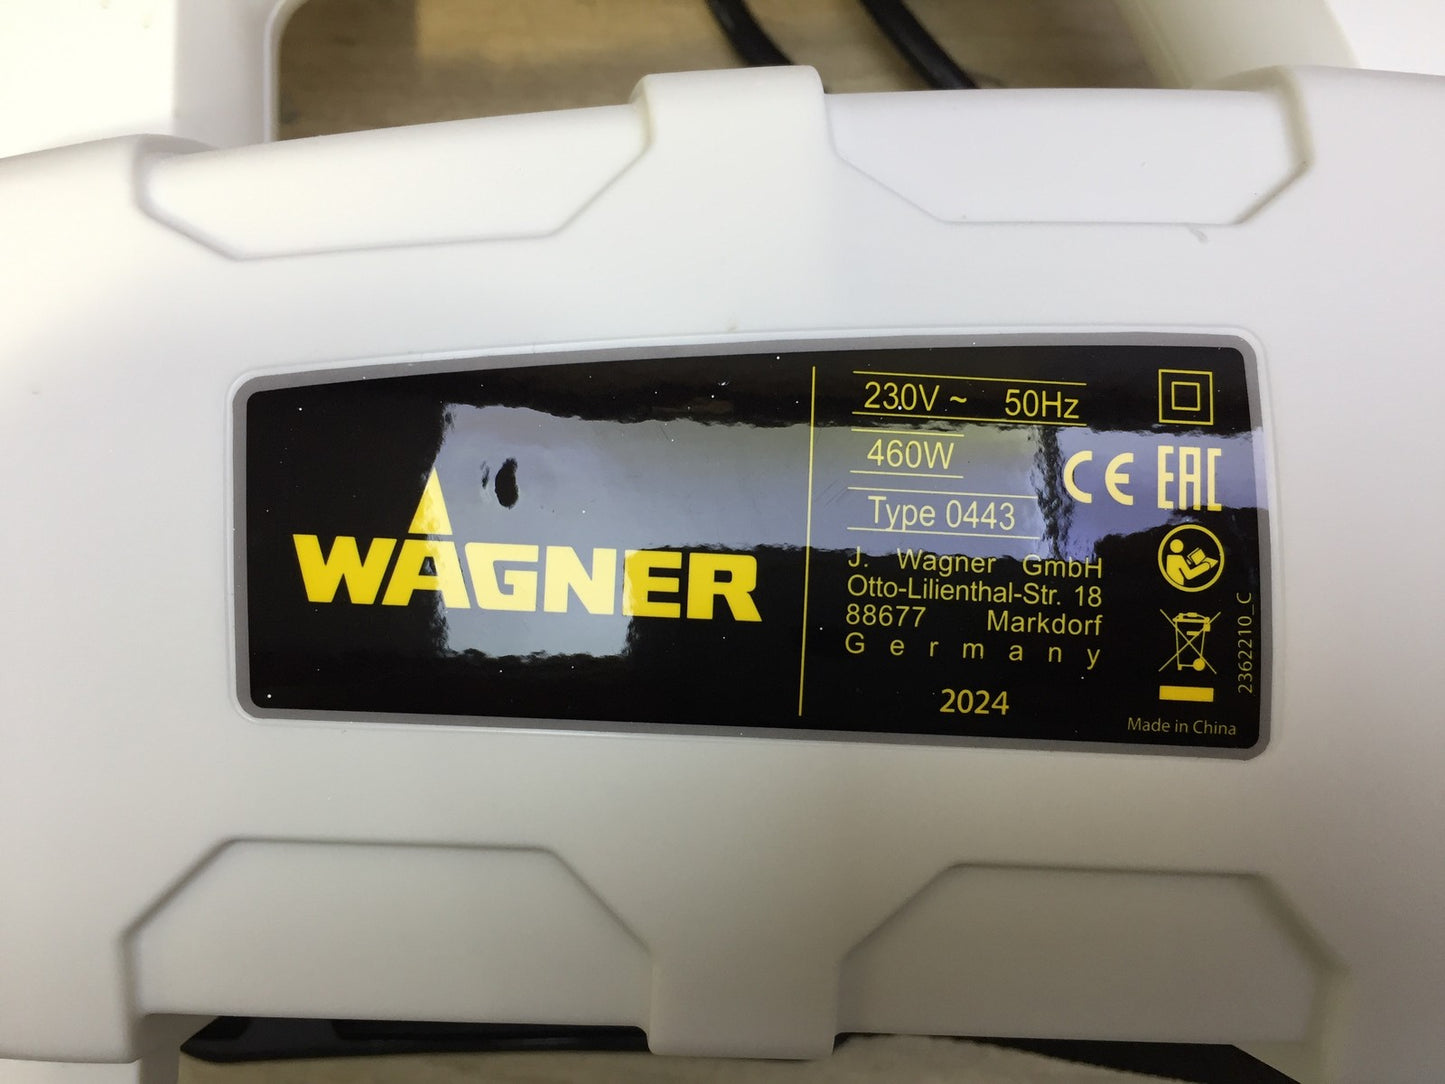 WAGNER
230V ~ 50Hz
460W
Type 0443
CE EAC
J. Wagner GmbH
Otto-Lilienthal-Str. 18
88677 Markdorf
Germany
2024
2362210_C
Made in China